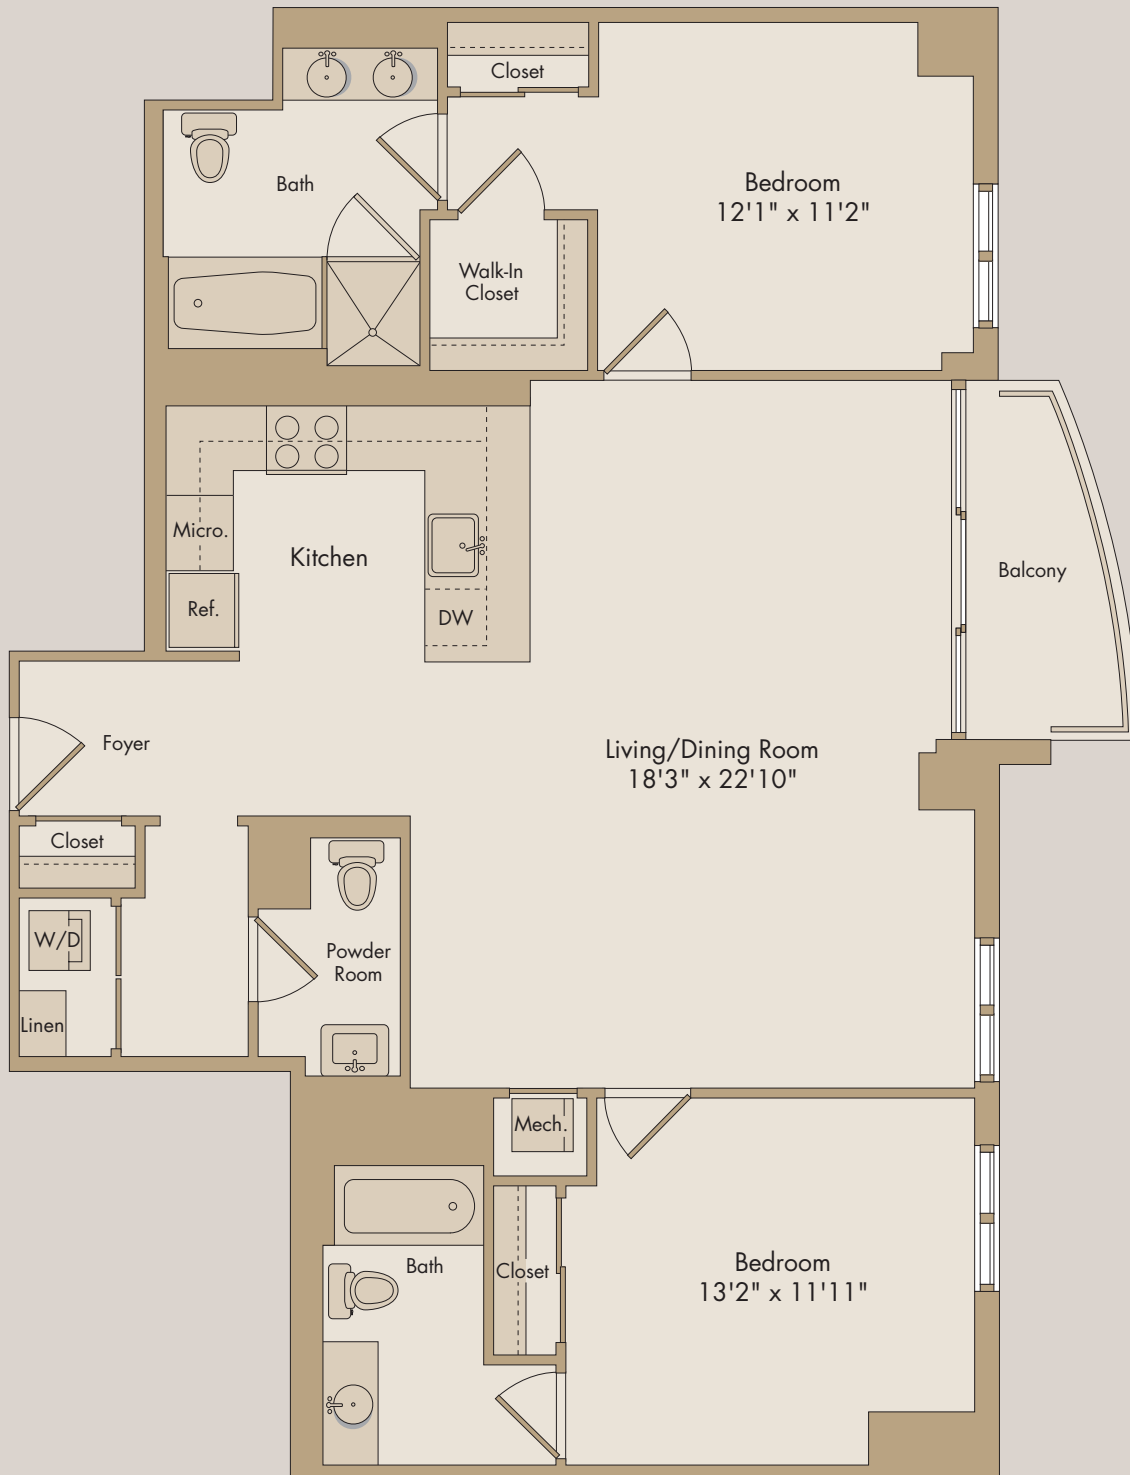 Closet
Bath
Bedroom
12'1" x 11'2"
Walk-In
Closet
Micro.
Kitchen
Ref.
DW
Balcony
Foyer
Living/Dining Room
18'3" x 22'10"
Closet
W/D
Powder
Room
Linen
Mech.
Bath
Closet
Bedroom
13'2" x 11'11"